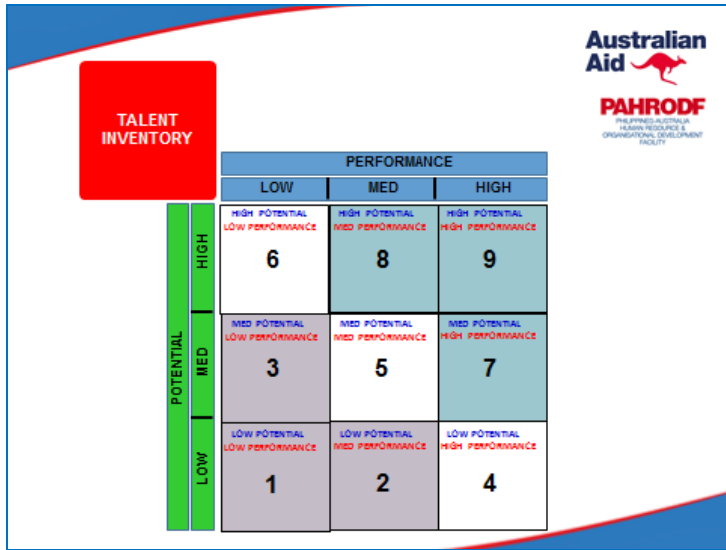 Australian
Aid
PAHRODF
PHILIPPINES-AUSTRALIA
HUMAN RESOURCE &
ORGANISATIONAL DEVELOPMENT
FACILITY
TALENT
INVENTORY
PERFORMANCE
LOW MED HIGH
POTENTIAL
HIGH
HIGH POTENTIAL
LOW PERFORMANCE
6
HIGH POTENTIAL
MED PERFORMANCE
8
HIGH POTENTIAL
HIGH PERFORMANCE
9
MED
MED POTENTIAL
LOW PERFORMANCE
3
MED POTENTIAL
MED PERFORMANCE
5
MED POTENTIAL
HIGH PERFORMANCE
7
LOW
LOW POTENTIAL
LOW PERFORMANCE
1
LOW POTENTIAL
MED PERFORMANCE
2
LOW POTENTIAL
HIGH PERFORMANCE
4